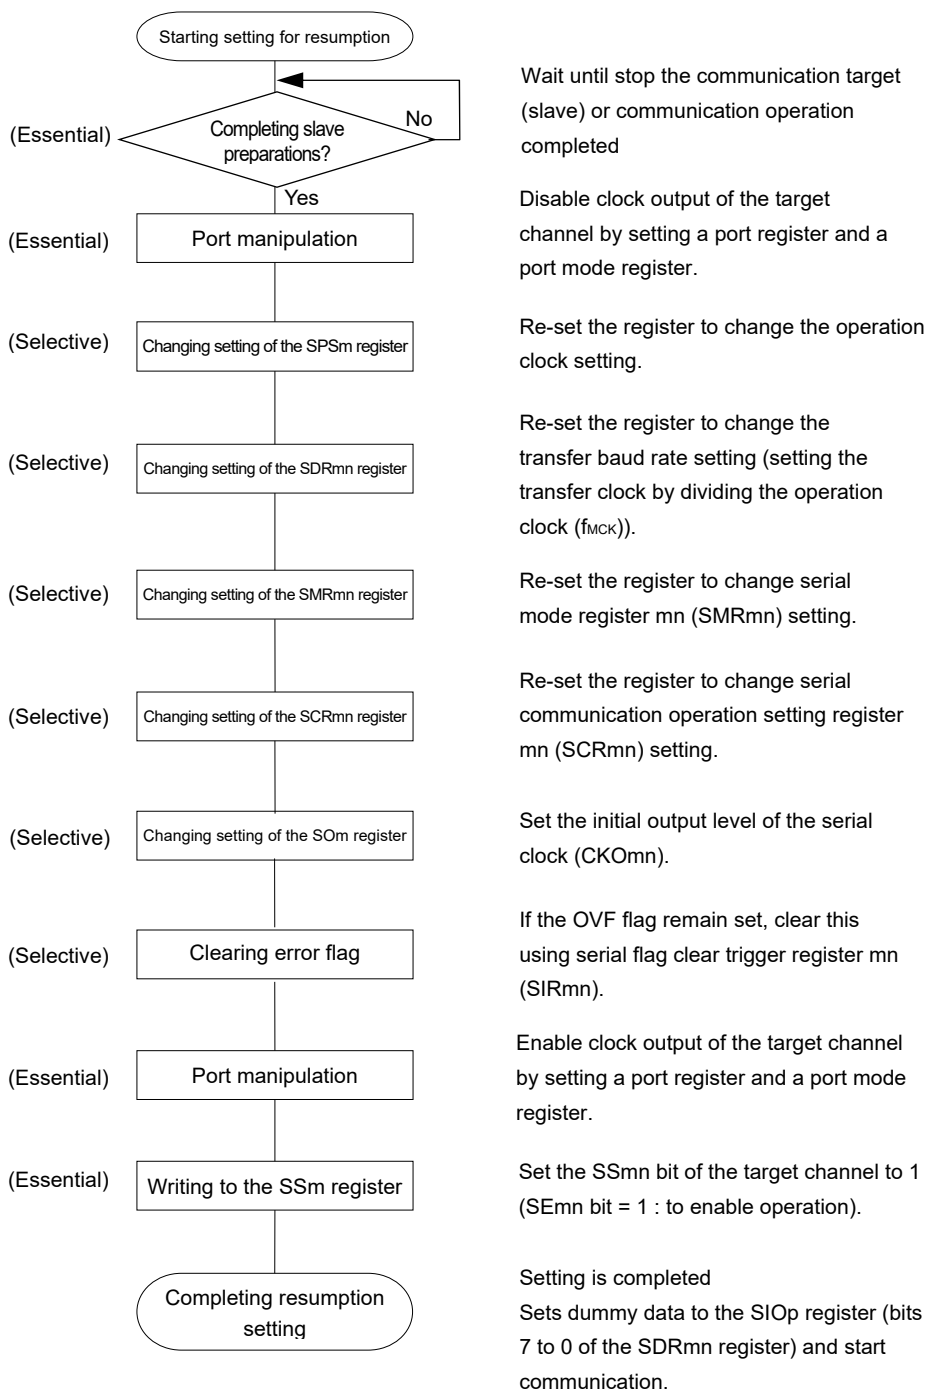 Starting setting for resumption
Wait until stop the communication target
(slave) or communication operation
completed
(Essential)
Completing slave
preparations?
No
Yes
(Essential)
Port manipulation
Disable clock output of the target
channel by setting a port register and a
port mode register.
(Selective)
Changing setting of the SPSm register
Re-set the register to change the operation
clock setting.
(Selective)
Changing setting of the SDRmn register
Re-set the register to change the
transfer baud rate setting (setting the
transfer clock by dividing the operation
clock (fMCK)).
(Selective)
Changing setting of the SMRmn register
Re-set the register to change serial
mode register mn (SMRmn) setting.
(Selective)
Changing setting of the SCRmn register
Re-set the register to change serial
communication operation setting register
mn (SCRmn) setting.
(Selective)
Changing setting of the SOm register
Set the initial output level of the serial
clock (CKOmn).
(Selective)
Clearing error flag
If the OVF flag remain set, clear this
using serial flag clear trigger register mn
(SIRmn).
(Essential)
Port manipulation
Enable clock output of the target channel
by setting a port register and a port mode
register.
(Essential)
Writing to the SSm register
Set the SSmn bit of the target channel to 1
(SEmn bit = 1 : to enable operation).
Completing resumption
setting
Setting is completed
Sets dummy data to the SIOp register (bits
7 to 0 of the SDRmn register) and start
communication.